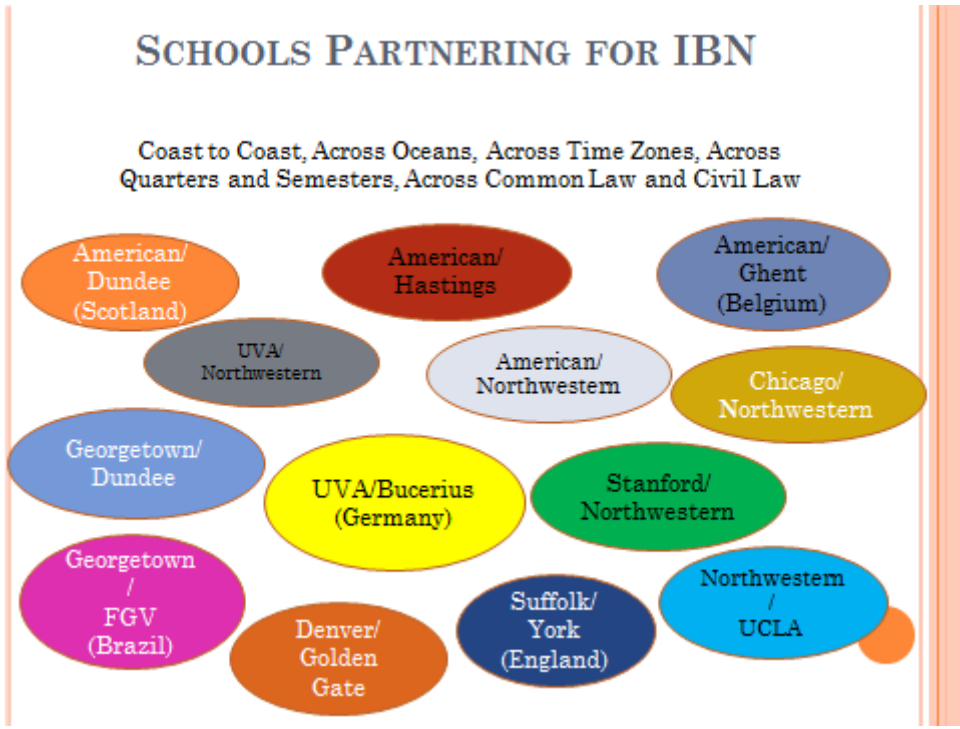 SCHOOLS PARTNERING FOR IBN
Coast to Coast, Across Oceans, Across Time Zones, Across
Quarters and Semesters, Across Common Law and Civil Law
American/
Dundee
(Scotland)
American/
Hastings
American/
Ghent
(Belgium)
UVA/
Northwestern
American/
Northwestern
Chicago/
Northwestern
Georgetown/
Dundee
UVA/Bucerius
(Germany)
Stanford/
Northwestern
Georgetown
/
FGV
(Brazil)
Denver/
Golden
Gate
Suffolk/
York
(England)
Northwestern
/
UCLA